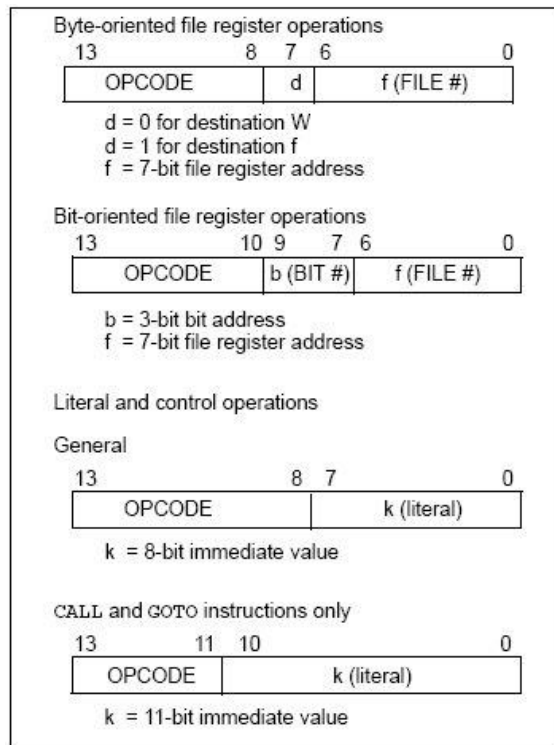 Byte-oriented file register operations
13 8 7 6 0
OPCODE d f (FILE #)
d = 0 for destination W
d = 1 for destination f
f = 7-bit file register address
Bit-oriented file register operations
13 10 9 7 6 0
OPCODE b (BIT #) f (FILE #)
b = 3-bit bit address
f = 7-bit file register address
Literal and control operations
General
13 8 7 0
OPCODE k (literal)
k = 8-bit immediate value
CALL and GOTO instructions only
13 11 10 0
OPCODE k (literal)
k = 11-bit immediate value